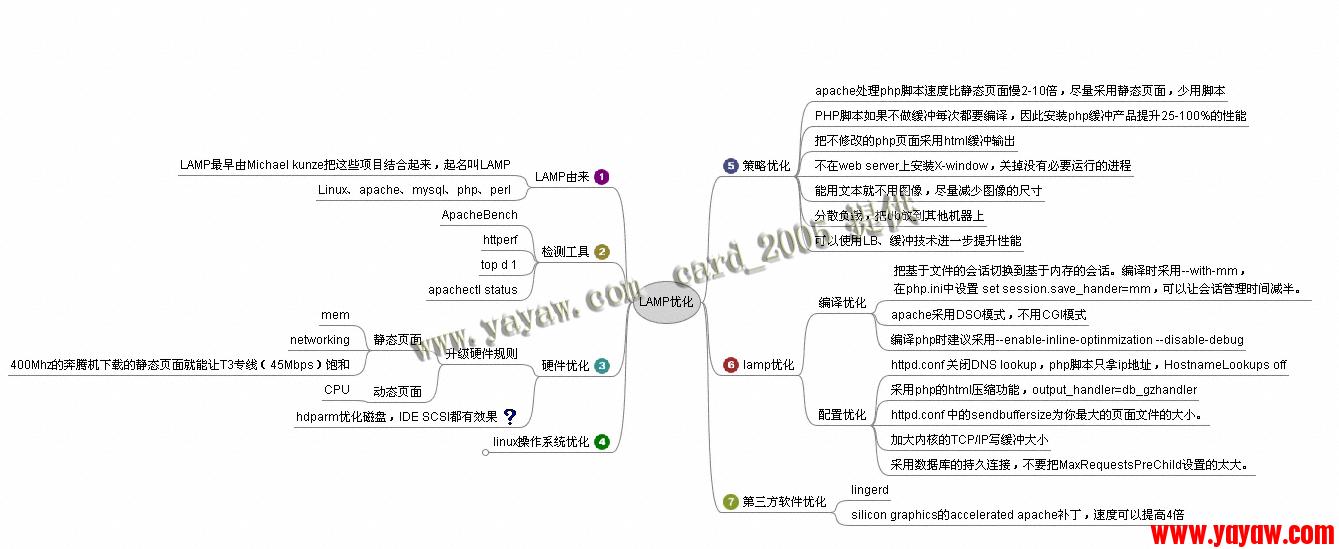 LAMP优化
1 LAMP由来
LAMP最早由Michael kunze把这些项目结合起来，起名叫LAMP
Linux、apache、mysql、php、perl
2 检测工具
ApacheBench
httperf
top d 1
apachectl status
3 硬件优化
升级硬件规则
静态页面
mem
networking
400Mhz的奔腾机下载的静态页面就能让T3专线（45Mbps）饱和
动态页面
CPU
hdparm优化磁盘，IDE SCSI都有效果 ?
4 linux操作系统优化
5 策略优化
apache处理php脚本速度比静态页面慢2-10倍，尽量采用静态页面，少用脚本
PHP脚本如果不做缓冲每次都要编译，因此安装php缓冲产品提升25-100%的性能
把不修改的php页面采用html缓冲输出
不在web server上安装X-window，关掉没有必要运行的进程
能用文本就不用图像，尽量减少图像的尺寸
分散负载，把db放到其他机器上
可以使用LB、缓冲技术进一步提升性能
6 lamp优化
编译优化
把基于文件的会话切换到基于内存的会话。编译时采用--with-mm，
在php.ini中设置 set session.save_hander=mm，可以让会话管理时间减半。
apache采用DSO模式，不用CGI模式
编译php时建议采用--enable-inline-optinmization --disable-debug
配置优化
httpd.conf 关闭DNS lookup，php脚本只拿ip地址，HostnameLookups off
采用php的html压缩功能，output_handler=db_gzhandler
httpd.conf 中的sendbuffersize为你最大的页面文件的大小。
加大内核的TCP/IP写缓冲大小
采用数据库的持久连接，不要把MaxRequestsPreChild设置的太大。
7 第三方软件优化
lingerd
silicon graphics的accelerated apache补丁，速度可以提高4倍
www.yayaw.com card_2005 提供
www.yayaw.com